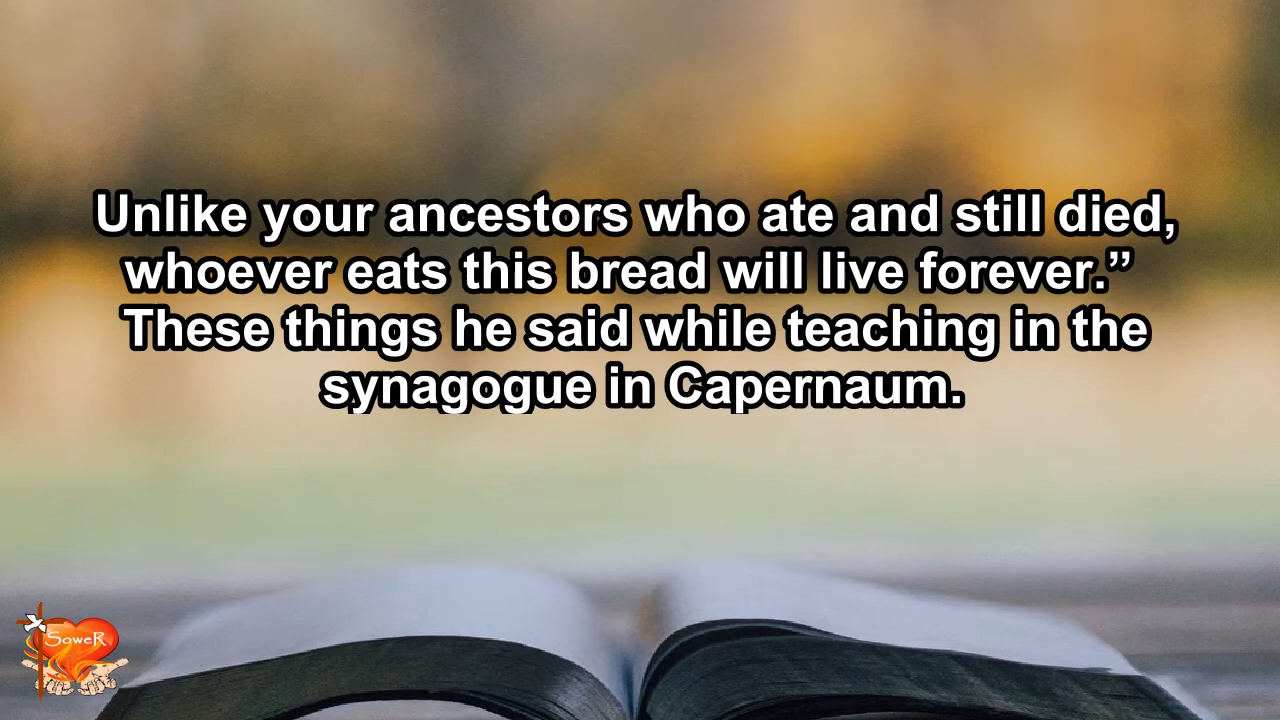 Unlike your ancestors who ate and still died,
whoever eats this bread will live forever.”
These things he said while teaching in the
synagogue in Capernaum.
SoweR